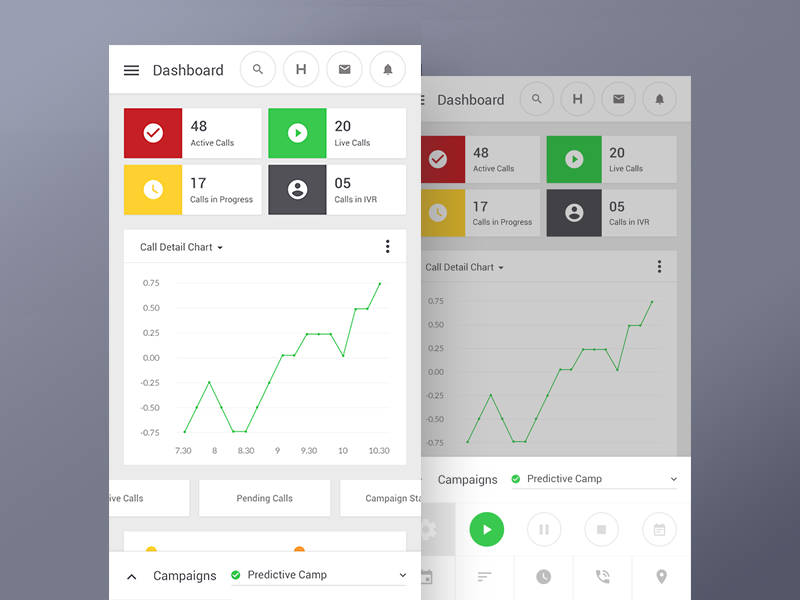 Dashboard
H
48
Active Calls
20
Live Calls
17
Calls in Progress
05
Calls in IVR
Call Detail Chart
0.75
0.50
0.25
0.00
-0.25
-0.50
-0.75
7.30 8 8.30 9 9.30 10 10.30
ive Calls
Pending Calls
Campaign Sta
Campaigns
Predictive Camp
Dashboard
H
48
Active Calls
20
Live Calls
17
Calls in Progress
05
Calls in IVR
Call Detail Chart
0.75
0.50
0.25
0.00
-0.25
-0.50
-0.75
Campaigns
Predictive Camp